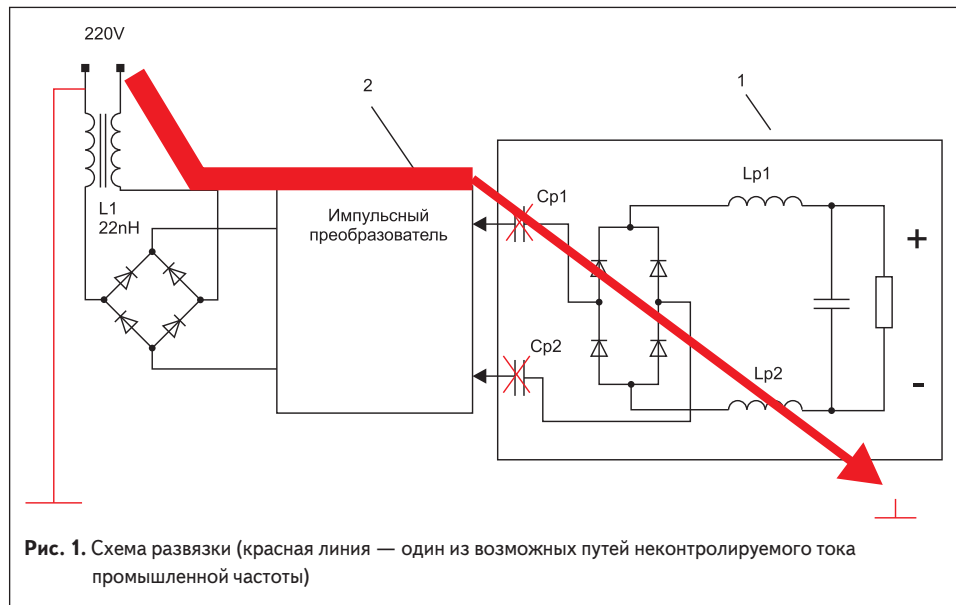 220V
2
1
L1
22nH
Импульсный
преобразователь
Cp1
Cp2
Lp1
Lp2
+
-
Рис. 1. Схема развязки (красная линия — один из возможных путей неконтролируемого тока
промышленной частоты)